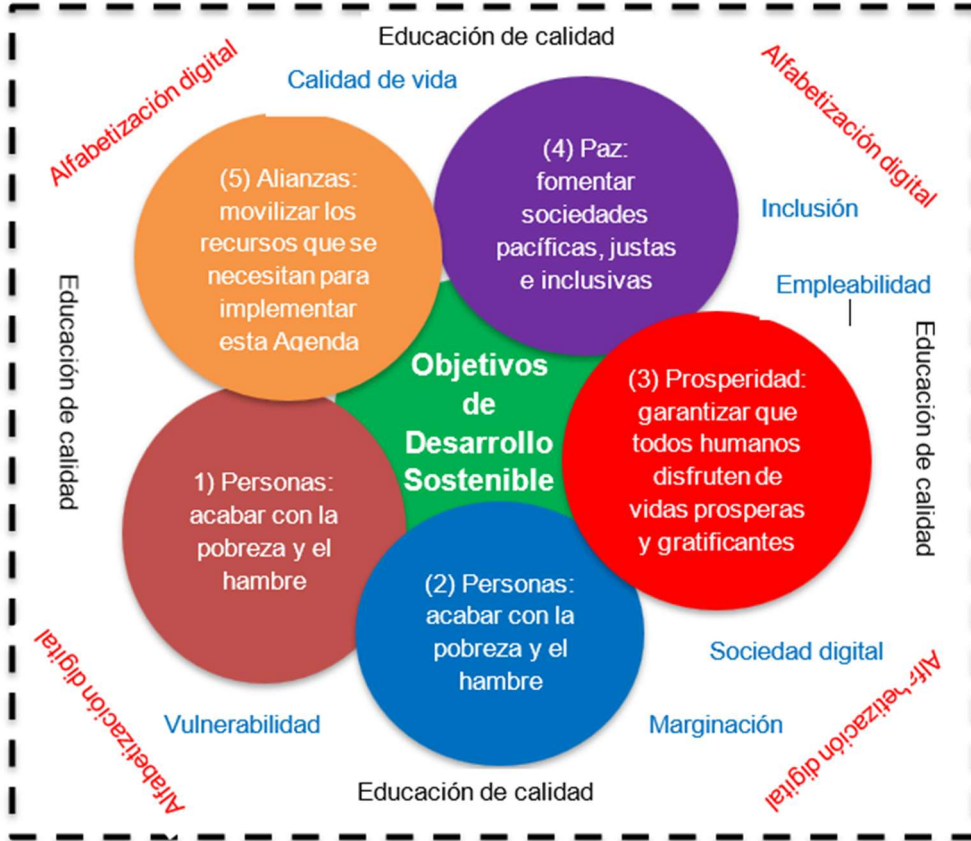 Educación de calidad
Calidad de vida
Alfabetización digital
Alfabetización digital
(5) Alianzas:
movilizar los
recursos que se
necesitan para
implementar
esta Agenda
(4) Paz:
fomentar
sociedades
pacíficas, justas
e inclusivas
Inclusión
Empleabilidad
Educación de calidad
Educación de calidad
Objetivos
de
Desarrollo
Sostenible
(3) Prosperidad:
garantizar que
todos humanos
disfruten de
vidas prosperas
y gratificantes
1) Personas:
acabar con la
pobreza y el
hambre
(2) Personas:
acabar con la
pobreza y el
hambre
Sociedad digital
Alfabetización digital
Alfabetización digital
Vulnerabilidad
Marginación
Educación de calidad